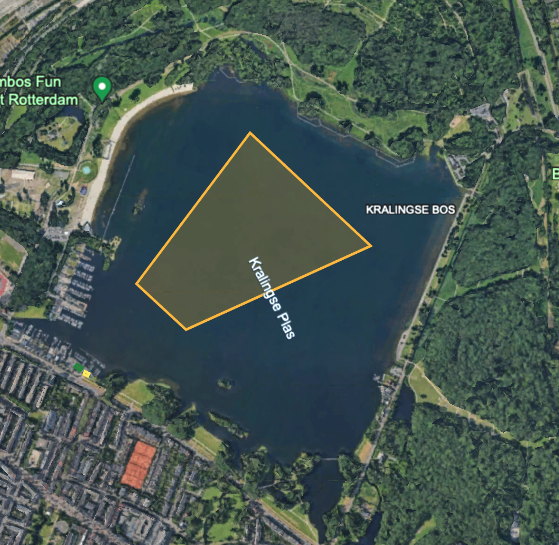 mbos Fun
t Rotterdam
KRALINGSE BOS
B
Kralingse Plas